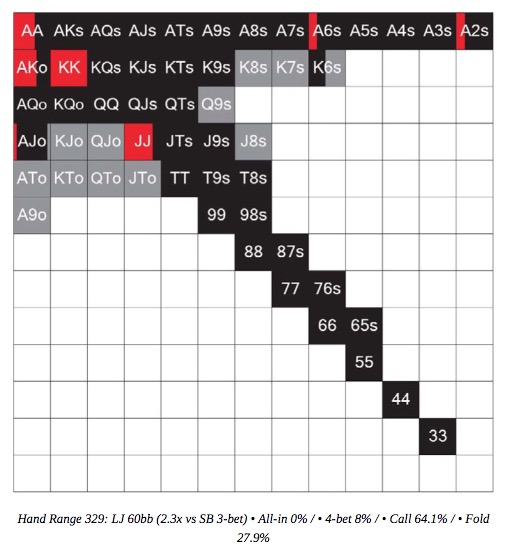 AA AKs AQs AJs ATs A9s A8s A7s A6s A5s A4s A3s A2s
AKo KK KQs KJs KTs K9s K8s K7s K6s
AQo KQo QQ QJs QTs Q9s
AJo KJo QJo JJ JTs J9s J8s
ATo KTo QTo JTo TT T9s T8s
A9o 99 98s
88 87s
77 76s
66 65s
55
44
33
Hand Range 329: LJ 60bb (2.3x vs SB 3-bet) • All-in 0% / • 4-bet 8% / • Call 64.1% / • Fold
27.9%